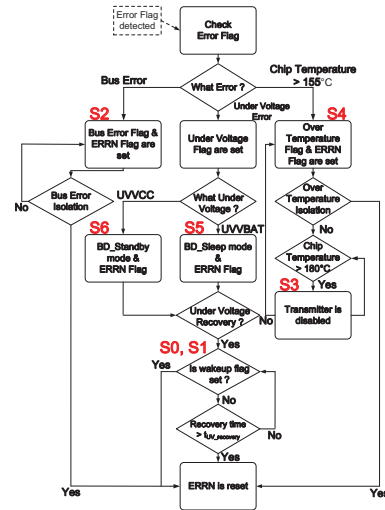 Error Flag
detected
Check
Error Flag
Bus Error
What Error ?
Chip Temperature
> 155°C
Under Voltage
Error
S2
S4
Bus Error Flag &
ERRN Flag are
set
Under Voltage
Flag are set
Over
Temperature
Flag & ERRN
Flag are set
No
Bus Error
Isolation
UVVCC
What Under
Voltage ?
UVVBAT
Over
Temperature
Isolation
No
S6
S5
BD_Standby
mode &
ERRN Flag
BD_Sleep mode
&
ERRN Flag
Chip
Temperature
> 180°C
S3
Yes
Under Voltage
Recovery ?
No
Transmitter is
disabled
Yes
S0, S1
Yes
Is wakeup flag
set ?
No
Recovery time
> tUV_recovery
No
Yes
Yes
ERRN is reset
Yes